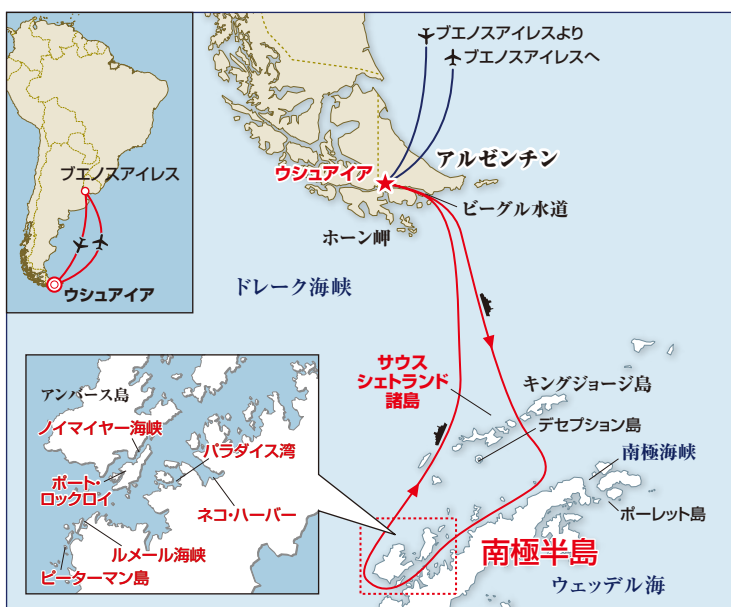 ブエノスアイレス
ウシュアイア
ブエノスアイレスより
ブエノスアイレスへ
アルゼンチン
ウシュアイア
ビーグル水道
ホーン岬
ドレーク海峡
サウス
シェトランド
諸島
キングジョージ島
デセプション島
南極海峡
ポーレット島
南極半島
ウェッデル海
アンバース島
ノイマイヤー海峡
パラダイス湾
ポート・
ロックロイ
ネコ・ハーバー
ルメール海峡
ピーターマン島